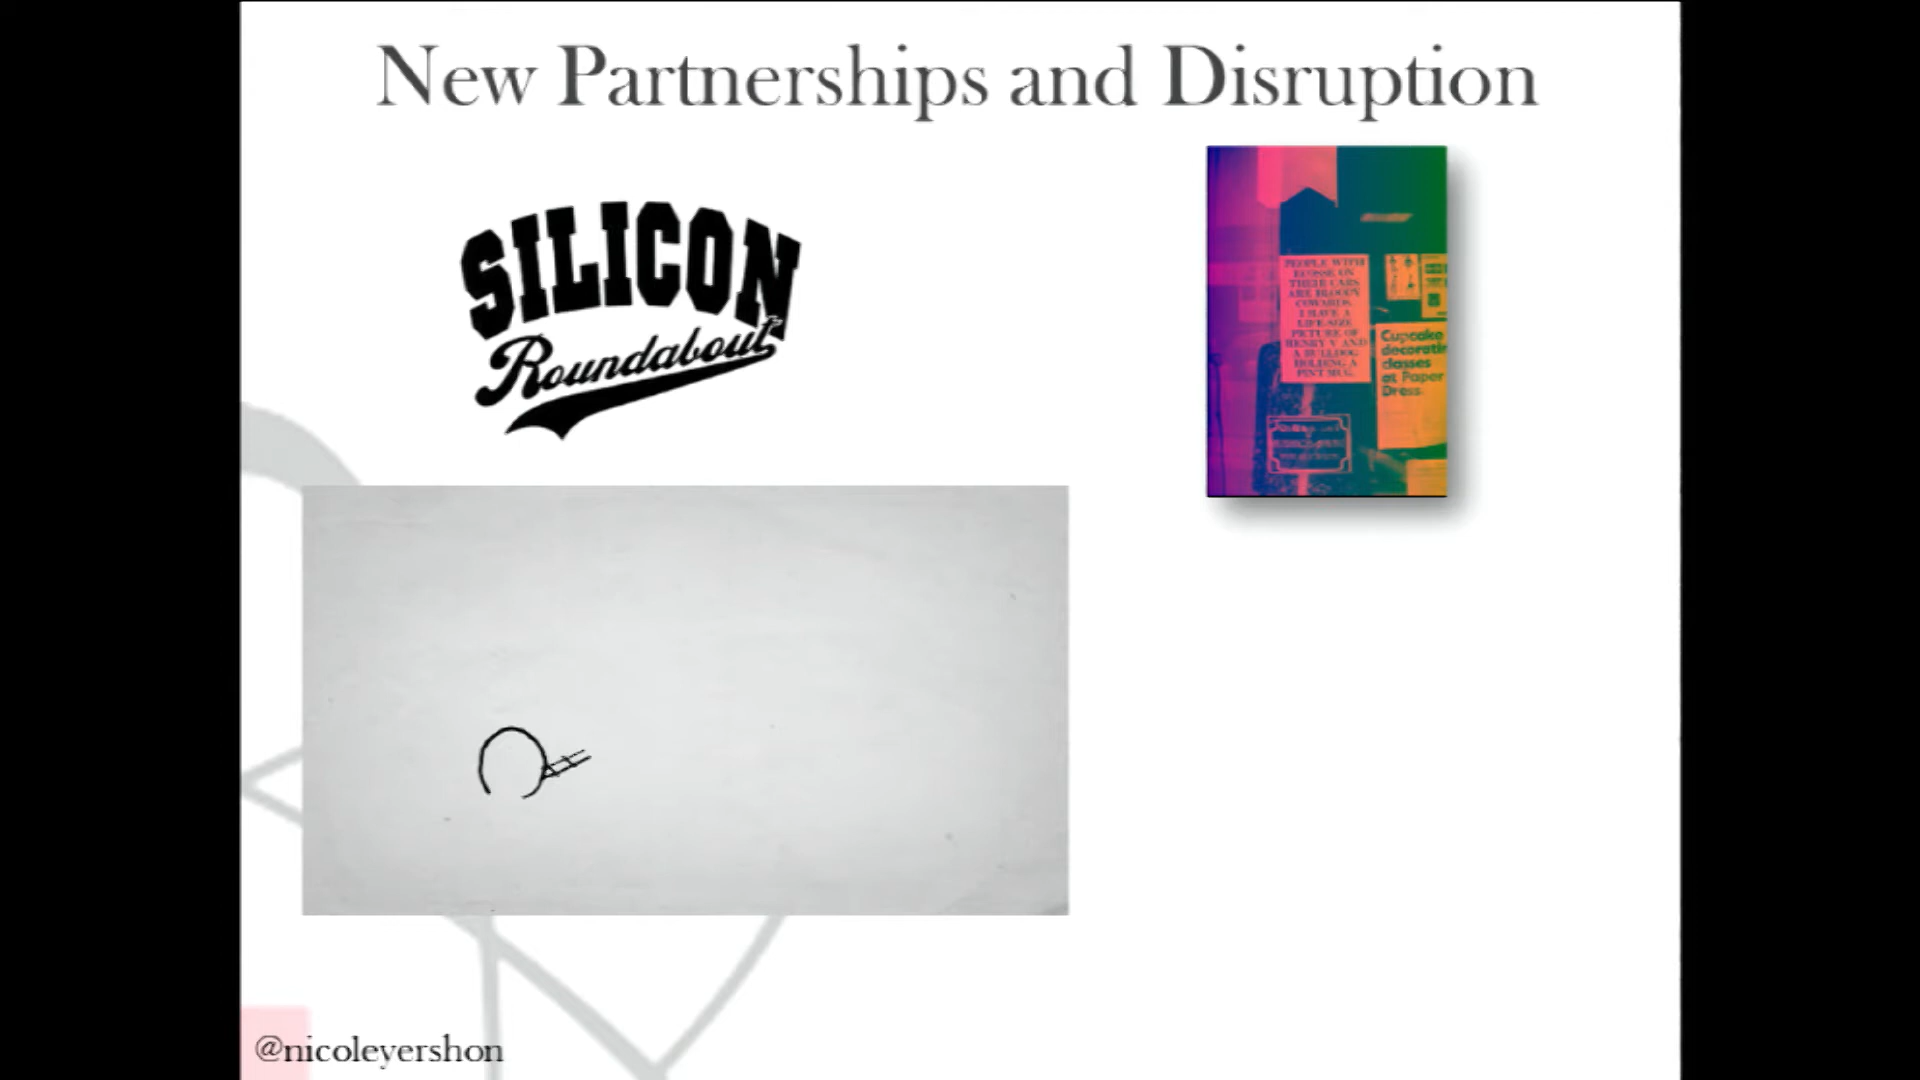 New Partnerships and Disruption
SILICON
Roundabout
PEOPLE WITH
ECOSSE ON
THEIR CARS
ARE BLOODY
COWARDS.
I HAVE A
LIFE-SIZE
PICTURE OF
HENRY V AND
A BULLDOG
HOLDING A
PINT MUG.
Cupcake
decoratin
classes
at Paper
Dress
@nicoleyershon